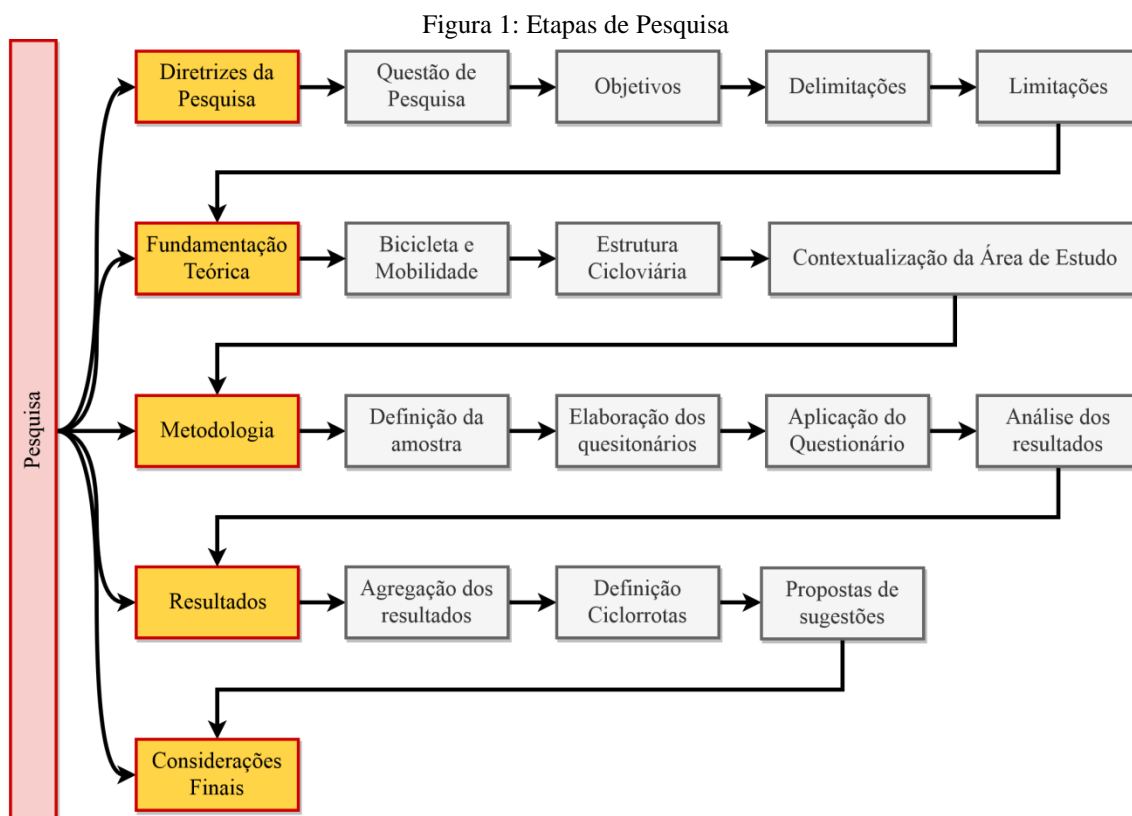 Figura 1: Etapas de Pesquisa
Pesquisa
Diretrizes da
Pesquisa
Questão de
Pesquisa
Objetivos
Delimitações
Limitações
Fundamentação
Teórica
Bicicleta e
Mobilidade
Estrutura
Cicloviária
Contextualização da Área de Estudo
Metodologia
Definição da
amostra
Elaboração dos
quesitonários
Aplicação do
Questionário
Análise dos
resultados
Resultados
Agregação dos
resultados
Definição
Ciclorrotas
Propostas de
sugestões
Considerações
Finais